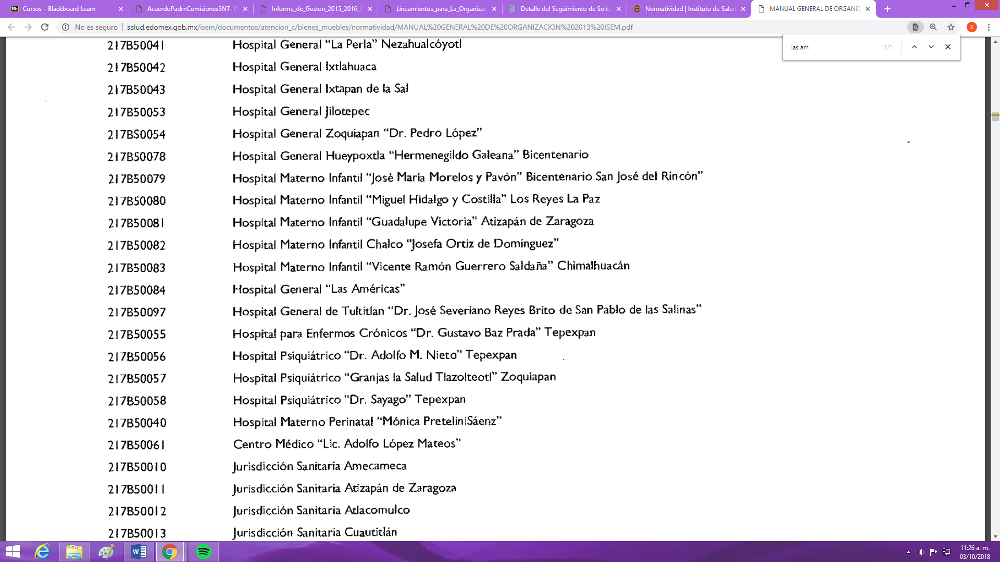 Cursos – Blackboard Learn
AcuerdoPadrnComisionesSNT-15
Informe_de_Geston_2015_2016_C
Lineamientos_para_La_Organizac
Detalle del Seguimiento de Solici
Normatividad | Instituto de Salud
MANUAL GENERAL DE ORGANIZ
No es seguro | salud.edomex.gob.mx/isem/documentos/atencion_c/bienes_muebles/normatividad/MANUAL%20GENERAL%20DE%20ORGANIZACION%202013%20ISEM.pdf
las am 1/1
217B50041 Hospital General “La Perla” Nezahualcóyotl
217B50042 Hospital General Ixtlahuaca
217B50043 Hospital General Ixtapan de la Sal
217B50053 Hospital General Jilotepec
217BS0054 Hospital General Zoquiapan “Dr. Pedro López”
217B50078 Hospital General Hueypoxtla “Hermenegildo Galeana” Bicentenario
217B50079 Hospital Materno Infantil “José María Morelos y Pavón” Bicentenario San José del Rincón”
217B50080 Hospital Materno Infantil “Miguel Hidalgo y Costilla” Los Reyes La Paz
217B50081 Hospital Materno Infantil “Guadalupe Victoria” Atizapán de Zaragoza
217B50082 Hospital Materno Infantil Chalco “Josefa Ortiz de Domínguez”
217B50083 Hospital Materno Infantil “Vicente Ramón Guerrero Saldaña” Chimalhuacán
217B50084 Hospital General “Las Américas”
217B50097 Hospital General de Tultitlan “Dr. José Severiano Reyes Brito de San Pablo de las Salinas”
217B50055 Hospital para Enfermos Crónicos “Dr. Gustavo Baz Prada” Tepexpan
217B50056 Hospital Psiquiátrico “Dr. Adolfo M. Nieto” Tepexpan
217B50057 Hospital Psiquiátrico “Granjas la Salud Tlazolteotl” Zoquiapan
217B50058 Hospital Psiquiátrico “Dr. Sayago” Tepexpan
217B50040 Hospital Materno Perinatal “Mónica PreteliniSáenz”
217B50061 Centro Médico “Lic. Adolfo López Mateos”
217B50010 Jurisdicción Sanitaria Amecameca
217B50011 Jurisdicción Sanitaria Atizapán de Zaragoza
217B50012 Jurisdicción Sanitaria Atlacomulco
217B50013 Jurisdicción Sanitaria Cuautitlán
11:26 a. m.
03/10/2018